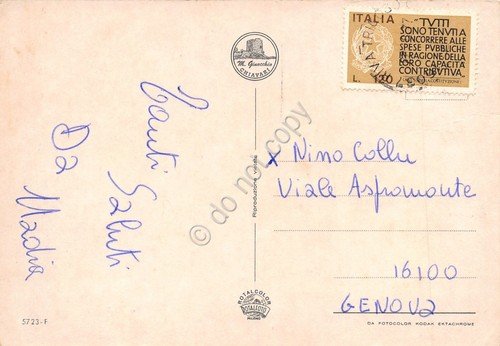 Tanti Saluti
Da Nadia
5723-F
M. Ginocchio
CHIAVARI
Riproduzione vietata
ROTALCOLOR
ROTALFOTO
MILANO
ITALIA
"TUTTI
SONO TENUTI A
CONCORRERE ALLE
SPESE PUBBLICHE
IN RAGIONE DELLA
LORO CAPACITÀ
CONTRIBUTIVA."
L. 120
x Nino Collu
Viale Aspromonte
16100
GENOVA
DA FOTOCOLOR KODAK EKTACHROME
do not copy